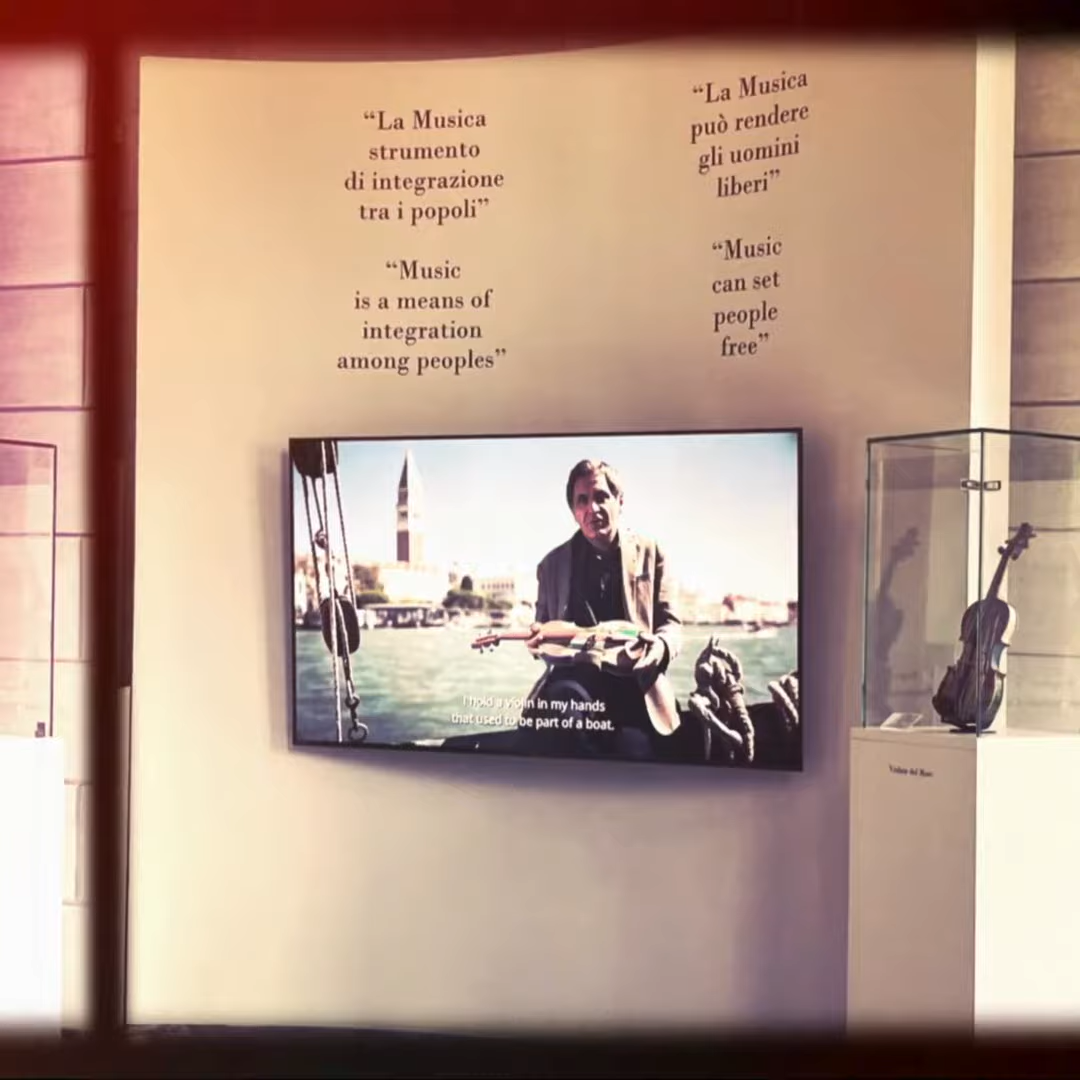 “La Musica
strumento
di integrazione
tra i popoli”
“Music
is a means of
integration
among peoples”
“La Musica
può rendere
gli uomini
liberi”
“Music
can set
people
free”
I hold a violin in my hands
that used to be part of a boat.
del